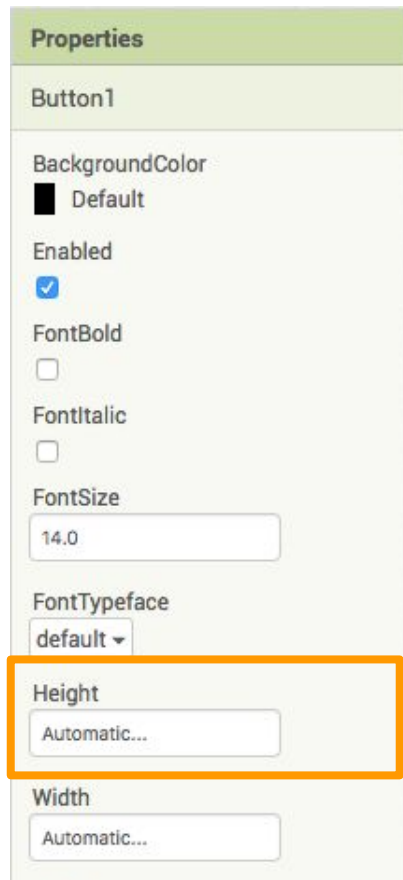 Properties
Button1
BackgroundColor
Default
Enabled
FontBold
FontItalic
FontSize
14.0
FontTypeface
default
Height
Automatic...
Width
Automatic...